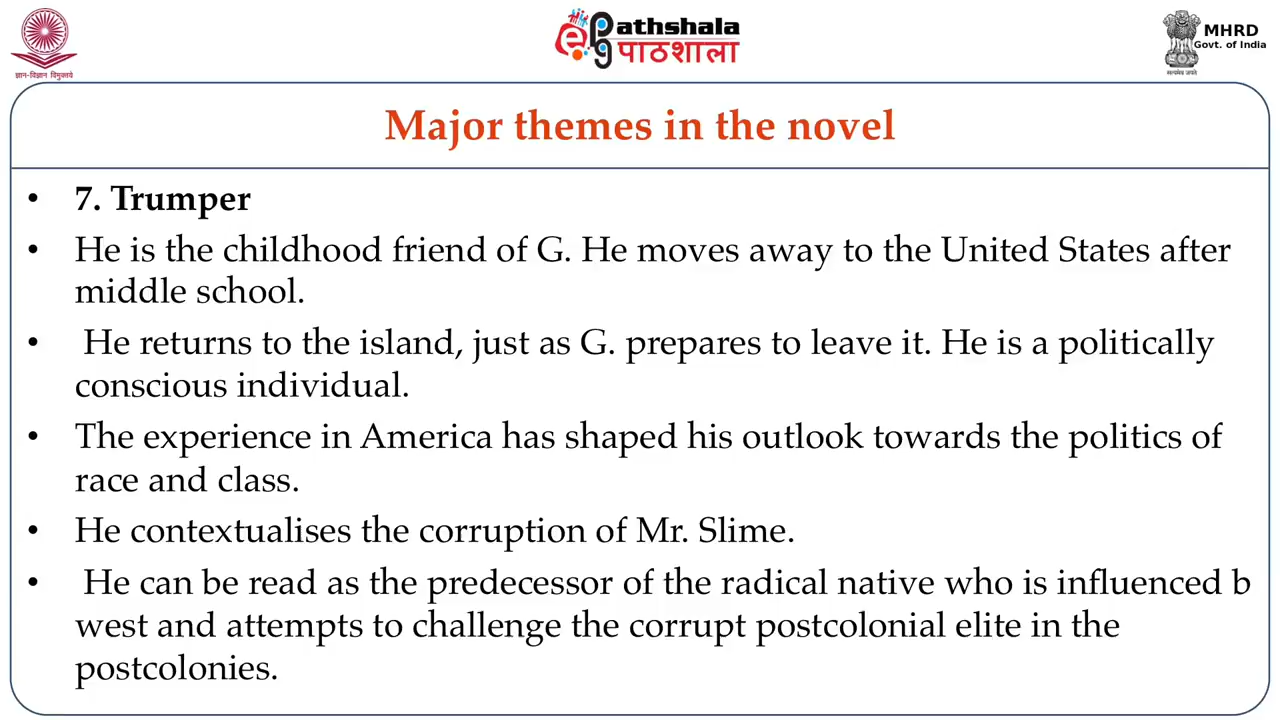 ज्ञान-विज्ञान विमुक्तये
ePathshala
पाठशाला
MHRD
Govt. of India
सत्यमेव जयते
Major themes in the novel
• 7. Trumper
• He is the childhood friend of G. He moves away to the United States after
middle school.
• He returns to the island, just as G. prepares to leave it. He is a politically
conscious individual.
• The experience in America has shaped his outlook towards the politics of
race and class.
• He contextualises the corruption of Mr. Slime.
• He can be read as the predecessor of the radical native who is influenced b
west and attempts to challenge the corrupt postcolonial elite in the
postcolonies.